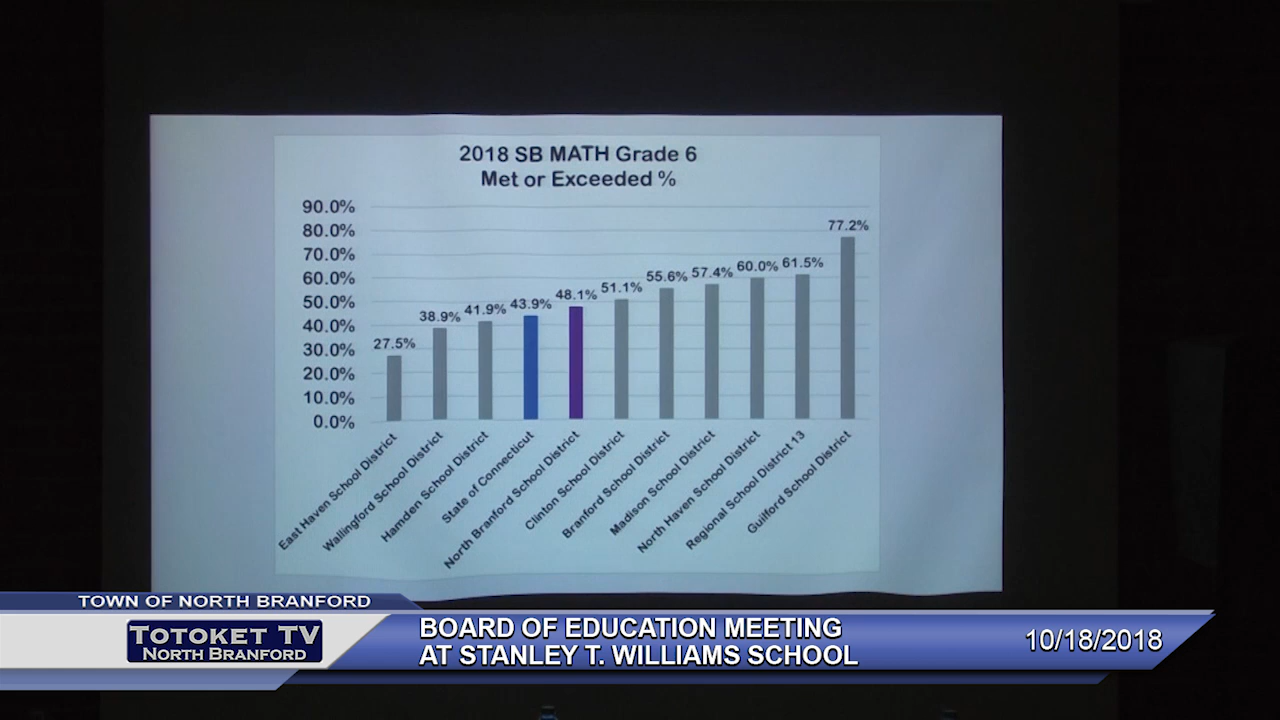 2018 SB MATH Grade 6
Met or Exceeded %
90.0%
80.0%
70.0%
60.0%
50.0%
40.0%
30.0%
20.0%
10.0%
0.0%
27.5%
38.9%
41.9%
43.9%
48.1%
51.1%
55.6%
57.4%
60.0%
61.5%
77.2%
East Haven School District
Wallingford School District
Hamden School District
State of Connecticut
North Branford School District
Clinton School District
Branford School District
Madison School District
North Haven School District
Regional School District 13
Guilford School District
TOWN OF NORTH BRANFORD
TOTOKET TV
NORTH BRANFORD
BOARD OF EDUCATION MEETING
AT STANLEY T. WILLIAMS SCHOOL
10/18/2018